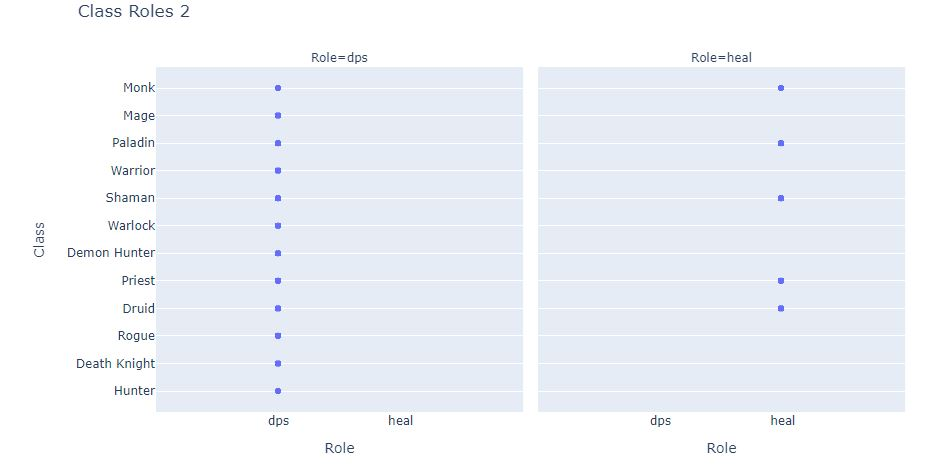 Class Roles 2
Role=dps
Role=heal
Class
Monk
Mage
Paladin
Warrior
Shaman
Warlock
Demon Hunter
Priest
Druid
Rogue
Death Knight
Hunter
dps heal
dps heal
Role
Role